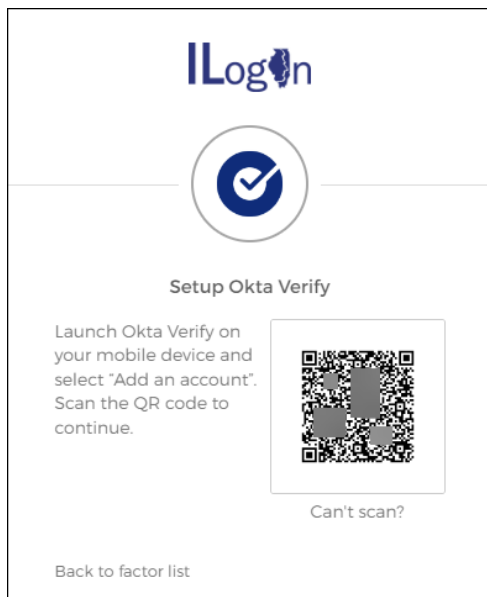 ILogIn
Setup Okta Verify
Launch Okta Verify on
your mobile device and
select “Add an account”.
Scan the QR code to
continue.
Can't scan?
Back to factor list